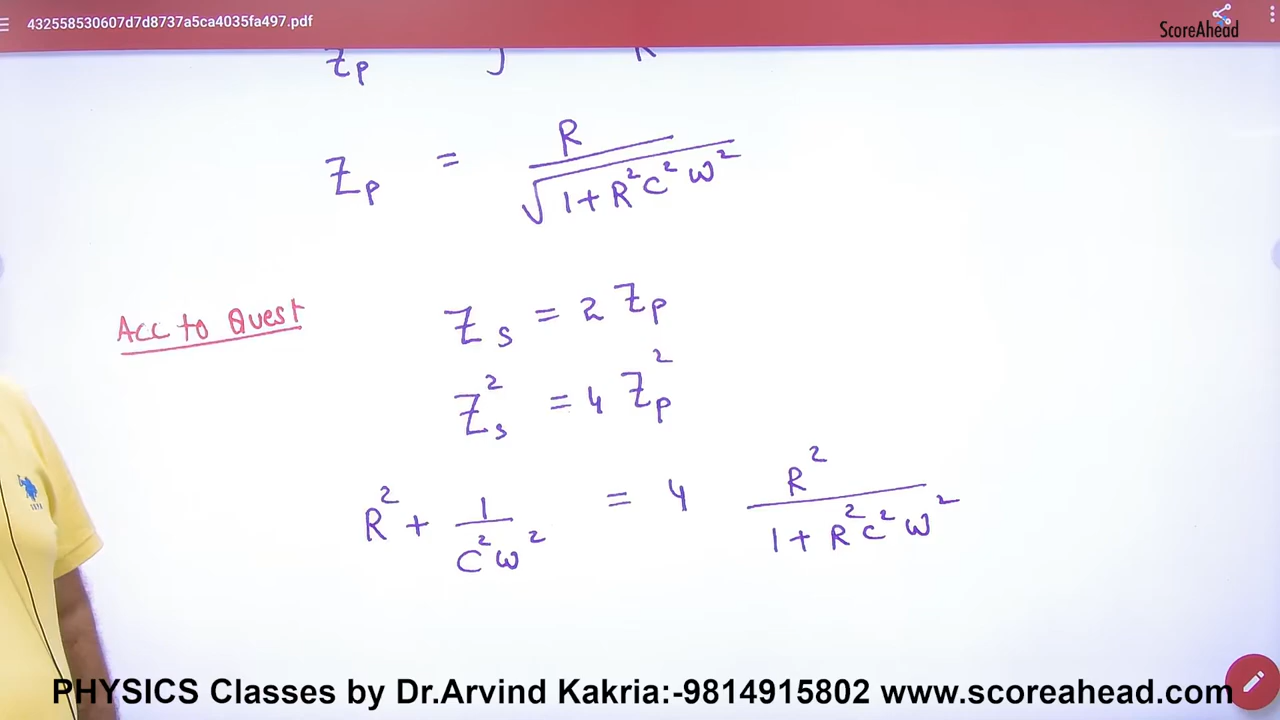 432558530607d7d8737a5ca4035fa497.pdf
ScoreAhead
Zp
Zp = R / √(1 + R²C²ω²)
Acc to Quest
Zs = 2 Zp
Zs² = 4 Zp²
R² + 1 / C²ω² = 4 R² / 1 + R²C²ω²
PHYSICS Classes by Dr.Arvind Kakria:-9814915802 www.scoreahead.com